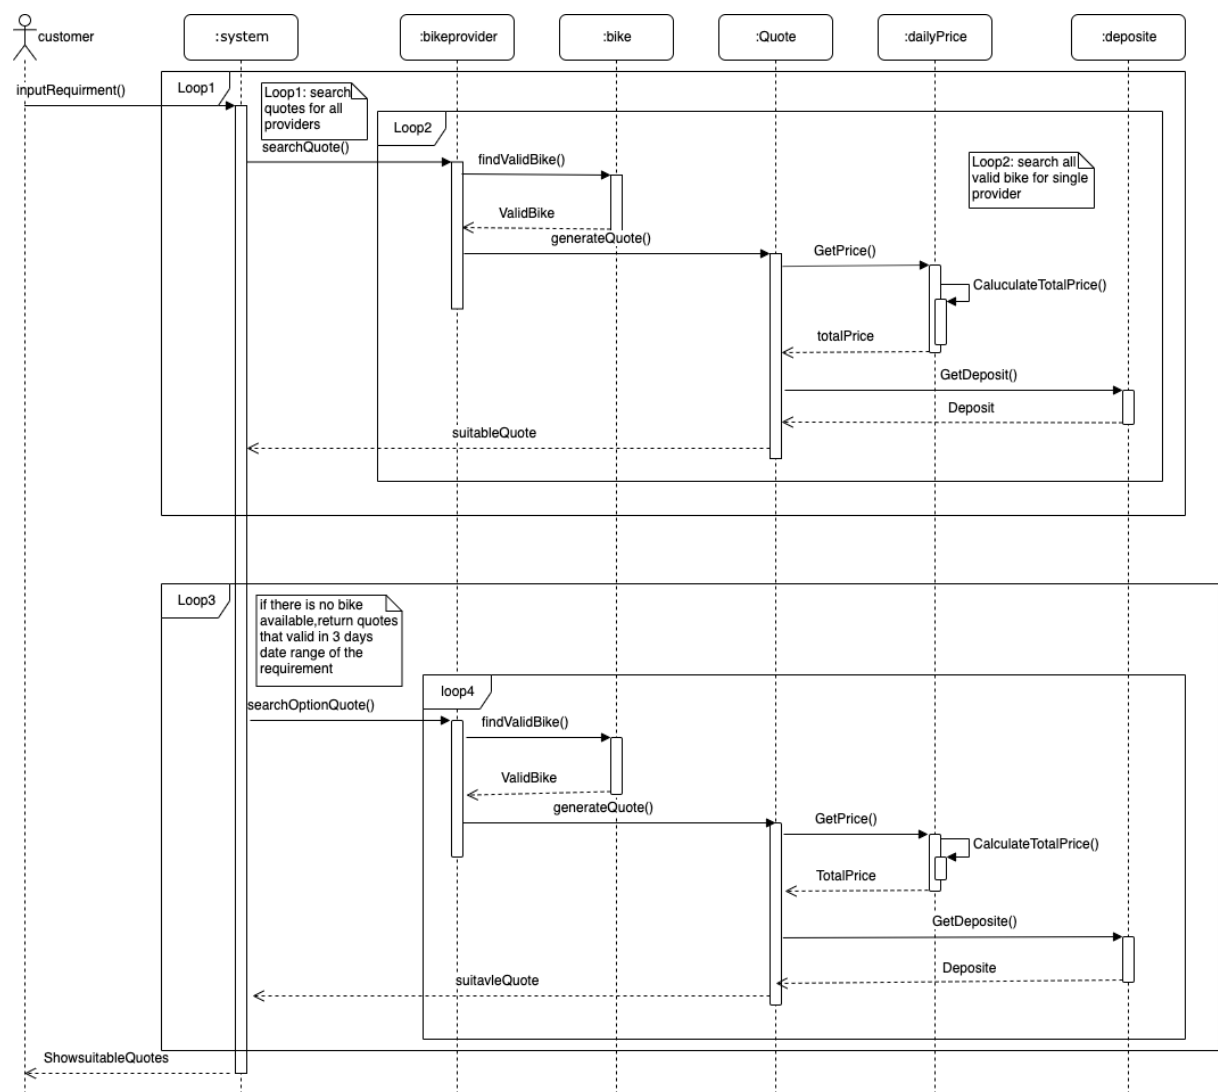 customer
:system
:bikeprovider
:bike
:Quote
:dailyPrice
:deposite
Loop1
inputRequirment()
Loop1: search
quotes for all
providers
Loop2
searchQuote()
findValidBike()
Loop2: search all
valid bike for single
provider
ValidBike
generateQuote()
GetPrice()
CaluculateTotalPrice()
totalPrice
GetDeposit()
Deposit
suitableQuote
Loop3
if there is no bike
available,return quotes
that valid in 3 days
date range of the
requirement
loop4
searchOptionQuote()
findValidBike()
ValidBike
generateQuote()
GetPrice()
CalculateTotalPrice()
TotalPrice
GetDeposite()
Deposite
suitavleQuote
ShowsuitableQuotes